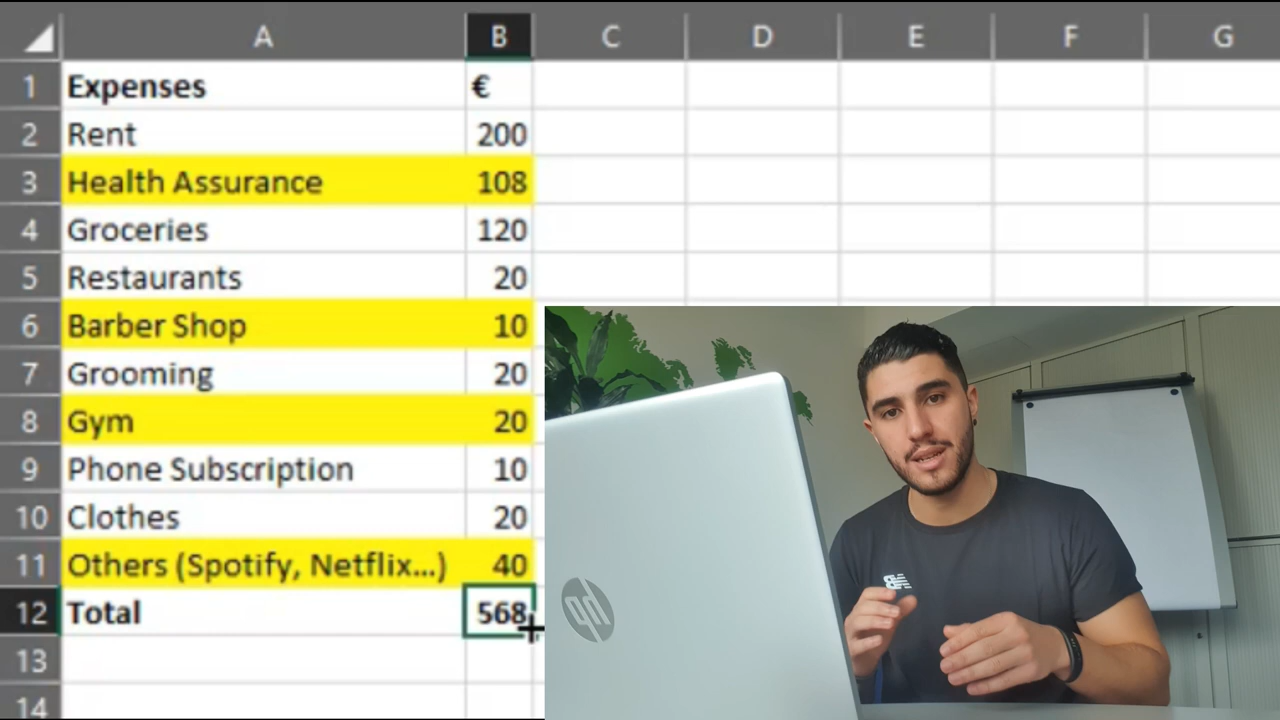 A B C D E F G
1 Expenses €
2 Rent 200
3 Health Assurance 108
4 Groceries 120
5 Restaurants 20
6 Barber Shop 10
7 Grooming 20
8 Gym 20
9 Phone Subscription 10
10 Clothes 20
11 Others (Spotify, Netflix...) 40
12 Total 568
13
14
hp
NB